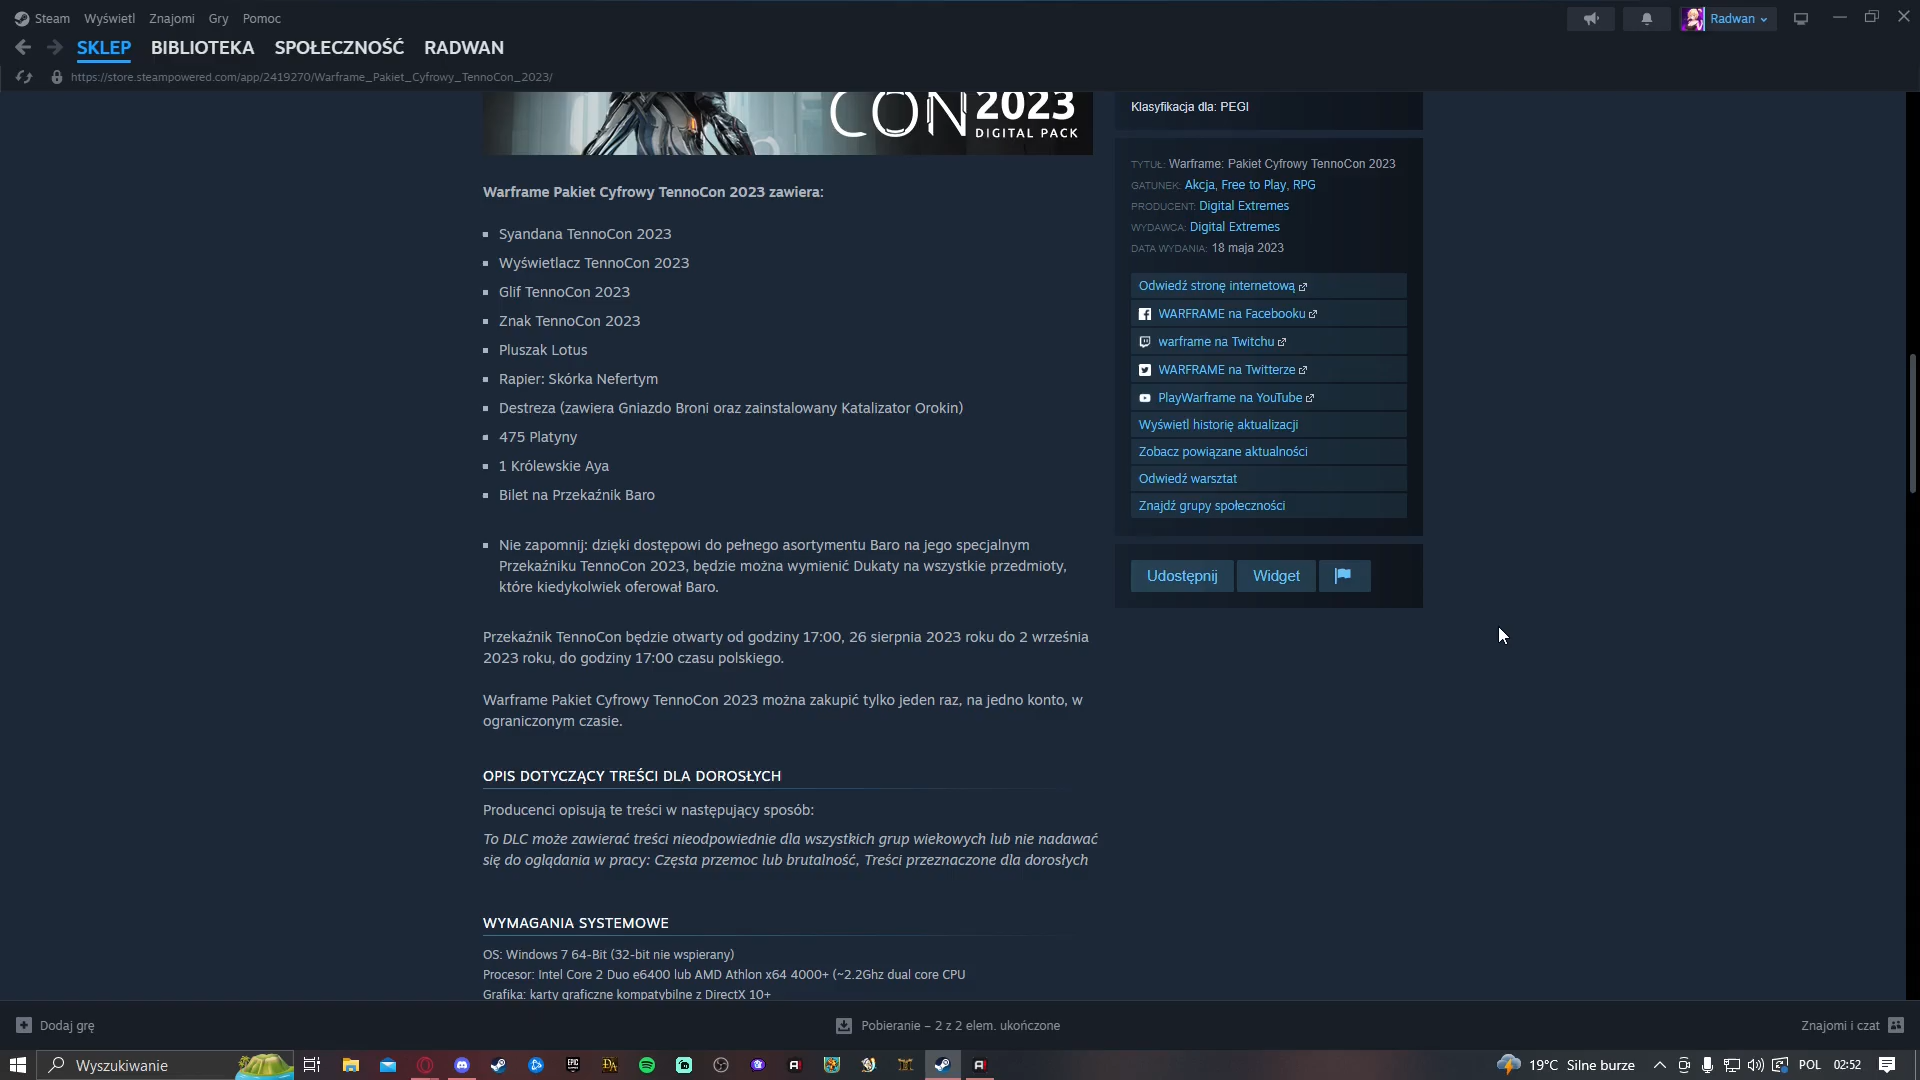 Steam Wyświetl Znajomi Gry Pomoc
Radwan
SKLEP BIBLIOTEKA SPOŁECZNOŚĆ RADWAN
https://store.steampowered.com/app/2419270/Warframe_Pakiet_Cyfrowy_TennoCon_2023/
CON 2023
DIGITAL PACK
Warframe Pakiet Cyfrowy TennoCon 2023 zawiera:
Syandana TennoCon 2023
Wyświetlacz TennoCon 2023
Glif TennoCon 2023
Znak TennoCon 2023
Pluszak Lotus
Rapier: Skórka Nefertym
Destreza (zawiera Gniazdo Broni oraz zainstalowany Katalizator Orokin)
475 Platyny
1 Królewskie Aya
Bilet na Przekaźnik Baro
Nie zapomnij: dzięki dostępowi do pełnego asortymentu Baro na jego specjalnym
Przekaźniku TennoCon 2023, będzie można wymienić Dukaty na wszystkie przedmioty,
które kiedykolwiek oferował Baro.
Przekaźnik TennoCon będzie otwarty od godziny 17:00, 26 sierpnia 2023 roku do 2 września
2023 roku, do godziny 17:00 czasu polskiego.
Warframe Pakiet Cyfrowy TennoCon 2023 można zakupić tylko jeden raz, na jedno konto, w
ograniczonym czasie.
OPIS DOTYCZĄCY TREŚCI DLA DOROSŁYCH
Producenci opisują te treści w następujący sposób:
To DLC może zawierać treści nieodpowiednie dla wszystkich grup wiekowych lub nie nadawać
się do oglądania w pracy: Częsta przemoc lub brutalność, Treści przeznaczone dla dorosłych
WYMAGANIA SYSTEMOWE
OS: Windows 7 64-Bit (32-bit nie wspierany)
Procesor: Intel Core 2 Duo e6400 lub AMD Athlon x64 4000+ (~2.2Ghz dual core CPU
Grafika: karty graficzne kompatybilne z DirectX 10+
Klasyfikacja dla: PEGI
TYTUŁ: Warframe: Pakiet Cyfrowy TennoCon 2023
GATUNEK: Akcja, Free to Play, RPG
PRODUCENT: Digital Extremes
WYDAWCA: Digital Extremes
DATA WYDANIA: 18 maja 2023
Odwiedź stronę internetową
WARFRAME na Facebooku
warframe na Twitchu
WARFRAME na Twitterze
PlayWarframe na YouTube
Wyświetl historię aktualizacji
Zobacz powiązane aktualności
Odwiedź warsztat
Znajdź grupy społeczności
Udostępnij Widget
Dodaj grę
Pobieranie – 2 z 2 elem. ukończone
Znajomi i czat
Wyszukiwanie
EPIC
19°C Silne burze
POL 02:52